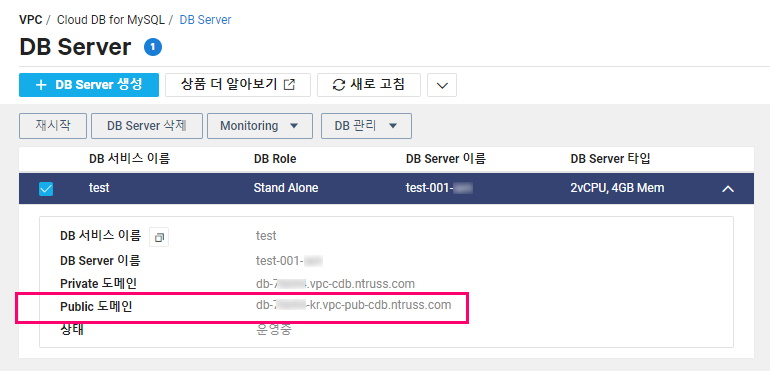 VPC / Cloud DB for MySQL / DB Server
DB Server 1
+ DB Server 생성 상품 더 알아보기 새로 고침
재시작 DB Server 삭제 Monitoring DB 관리
DB 서비스 이름 DB Role DB Server 이름 DB Server 타입
test Stand Alone test-001- 2vCPU, 4GB Mem
DB 서비스 이름 test
DB Server 이름 test-001-
Private 도메인 db-7 .vpc-cdb.ntruss.com
Public 도메인 db-7 -kr.vpc-pub-cdb.ntruss.com
상태 운영중